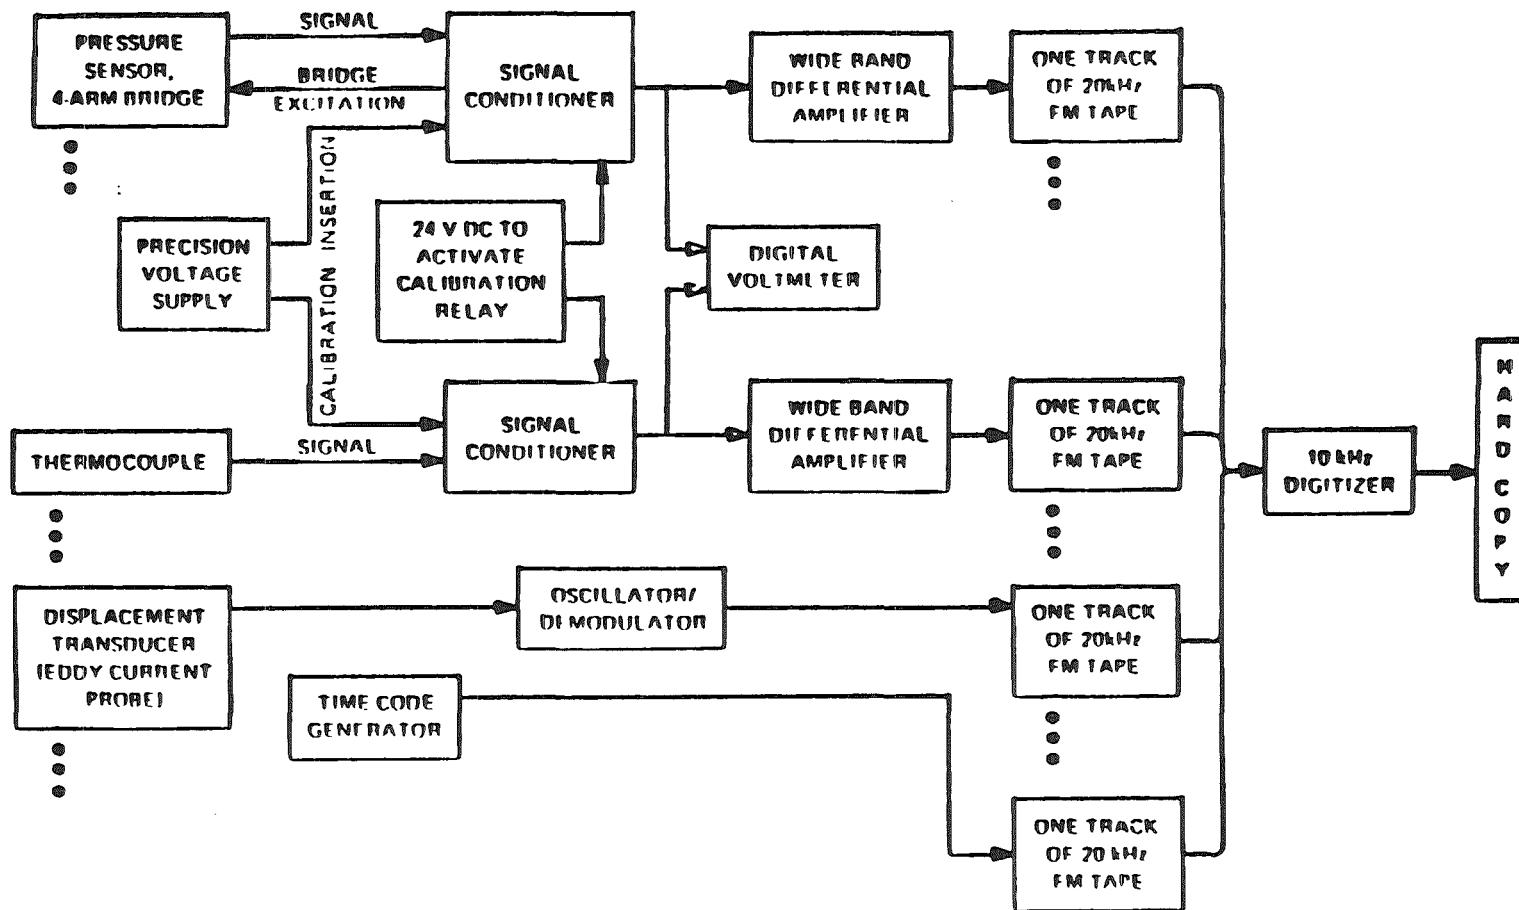 PRESSURE
SENSOR,
4-ARM BRIDGE
SIGNAL
BRIDGE
EXCITATION
SIGNAL
CONDITIONER
WIDE BAND
DIFFERENTIAL
AMPLIFIER
ONE TRACK
OF 20kHz
FM TAPE
PRECISION
VOLTAGE
SUPPLY
CALIBRATION INSERTION
24 V DC TO
ACTIVATE
CALIBRATION
RELAY
DIGITAL
VOLTMETER
THERMOCOUPLE
SIGNAL
SIGNAL
CONDITIONER
WIDE BAND
DIFFERENTIAL
AMPLIFIER
ONE TRACK
OF 20kHz
FM TAPE
10 kHz
DIGITIZER
HARD COPY
DISPLACEMENT
TRANSDUCER
(EDDY CURRENT
PROBE)
OSCILLATOR/
DEMODULATOR
ONE TRACK
OF 20kHz
FM TAPE
TIME CODE
GENERATOR
ONE TRACK
OF 20 kHz
FM TAPE